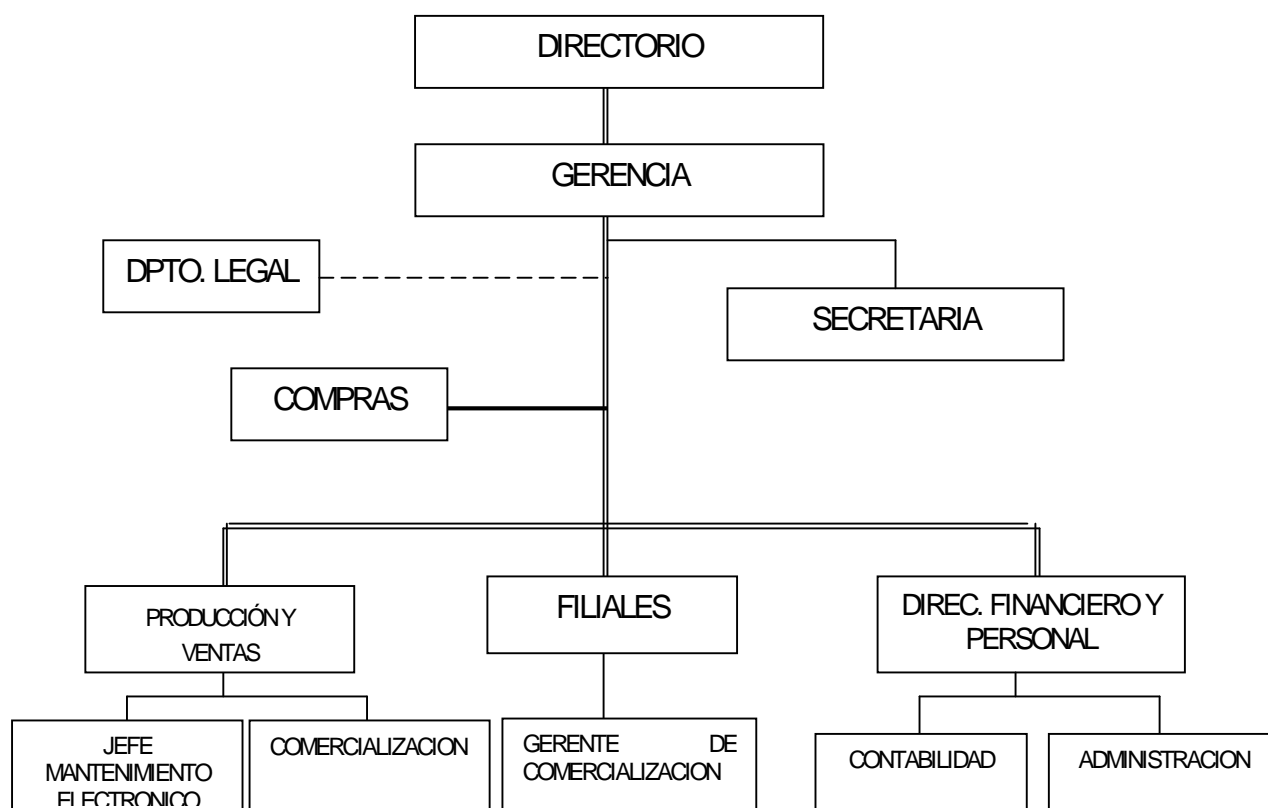 DIRECTORIO
GERENCIA
DPTO. LEGAL
SECRETARIA
COMPRAS
PRODUCCIÓN Y
VENTAS
FILIALES
DIREC. FINANCIERO Y
PERSONAL
JEFE
MANTENIMIENTO
ELECTRONICO
COMERCIALIZACION
GERENTE DE
COMERCIALIZACION
CONTABILIDAD
ADMINISTRACION